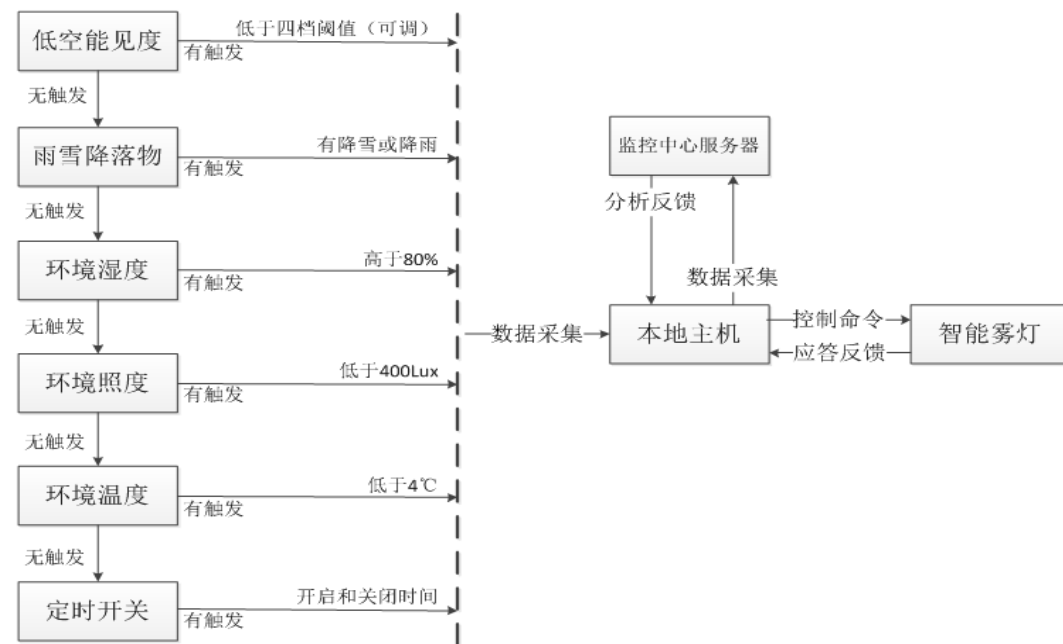 低空能见度
低于四档阈值（可调）
有触发
无触发
雨雪降落物
有降雪或降雨
有触发
无触发
环境湿度
高于80%
有触发
无触发
环境照度
低于400Lux
有触发
无触发
环境温度
低于4℃
有触发
无触发
定时开关
开启和关闭时间
有触发
数据采集
监控中心服务器
分析反馈
数据采集
本地主机
控制命令
应答反馈
智能雾灯